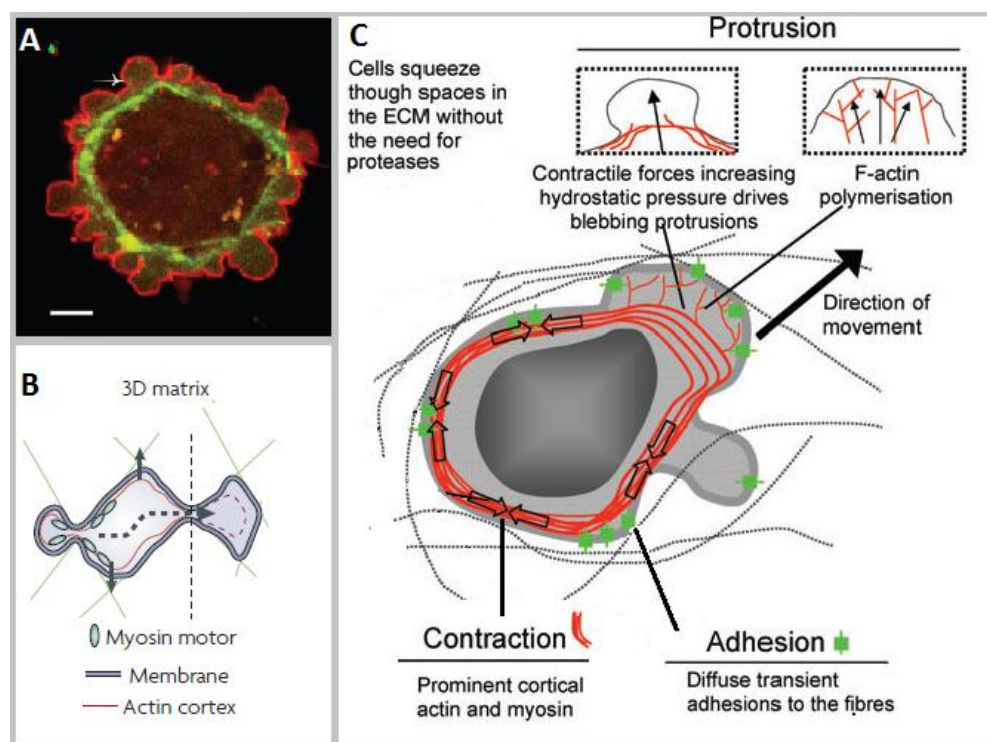 A
B
3D matrix
Myosin motor
Membrane
Actin cortex
C
Protrusion
Cells squeeze
though spaces in
the ECM without
the need for
proteases
Contractile forces increasing
hydrostatic pressure drives
blebbing protrusions
F-actin
polymerisation
Direction of
movement
Contraction
Prominent cortical
actin and myosin
Adhesion
Diffuse transient
adhesions to the fibres